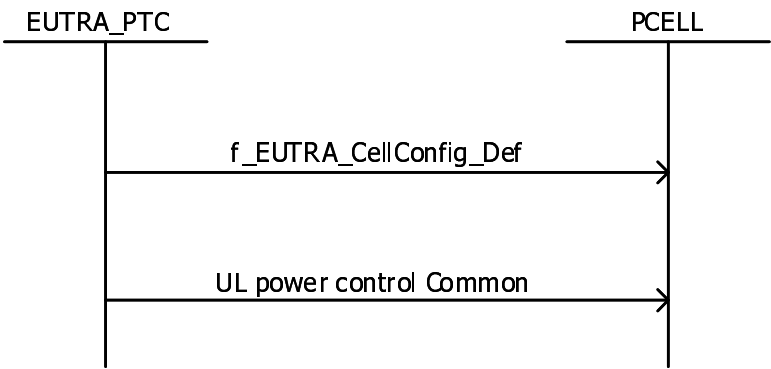 EUTRA_PTC
PCELL
f_EUTRA_CellConfig_Def
UL power control Common